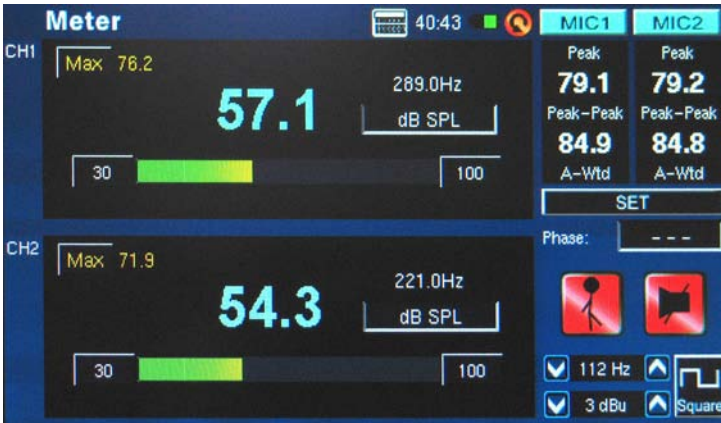 Meter
40:43
MIC1 MIC2
CH1
Max 76.2
57.1
289.0Hz
dB SPL
30
100
Peak Peak
79.1 79.2
Peak-Peak Peak-Peak
84.9 84.8
A-Wtd A-Wtd
SET
Phase: ---
CH2
Max 71.9
54.3
221.0Hz
dB SPL
30
100
112 Hz
3 dBu
Square